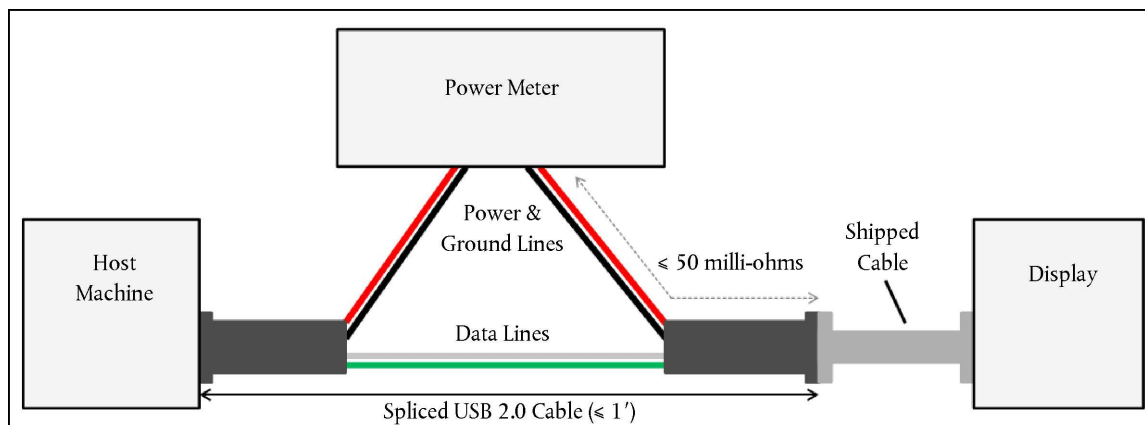 Power Meter
Power &
Ground Lines
Shipped
Cable
Host
Machine
⩽ 50 milli-ohms
Display
Data Lines
Spliced USB 2.0 Cable (⩽ 1′)